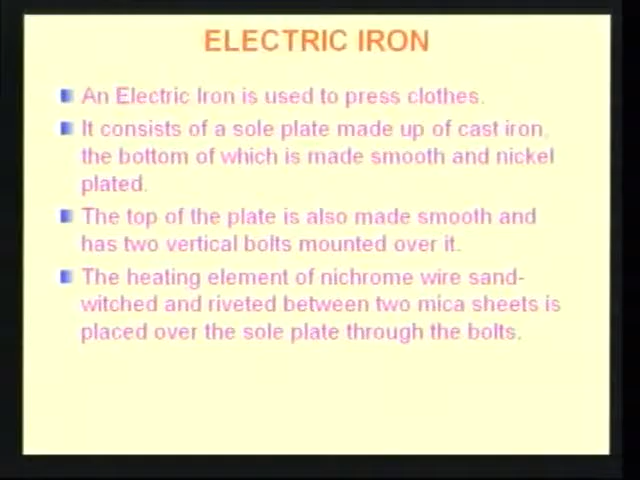 ELECTRIC IRON
An Electric Iron is used to press clothes.
It consists of a sole plate made up of cast iron,
the bottom of which is made smooth and nickel
plated.
The top of the plate is also made smooth and
has two vertical bolts mounted over it.
The heating element of nichrome wire sand-
witched and riveted between two mica sheets is
placed over the sole plate through the bolts.